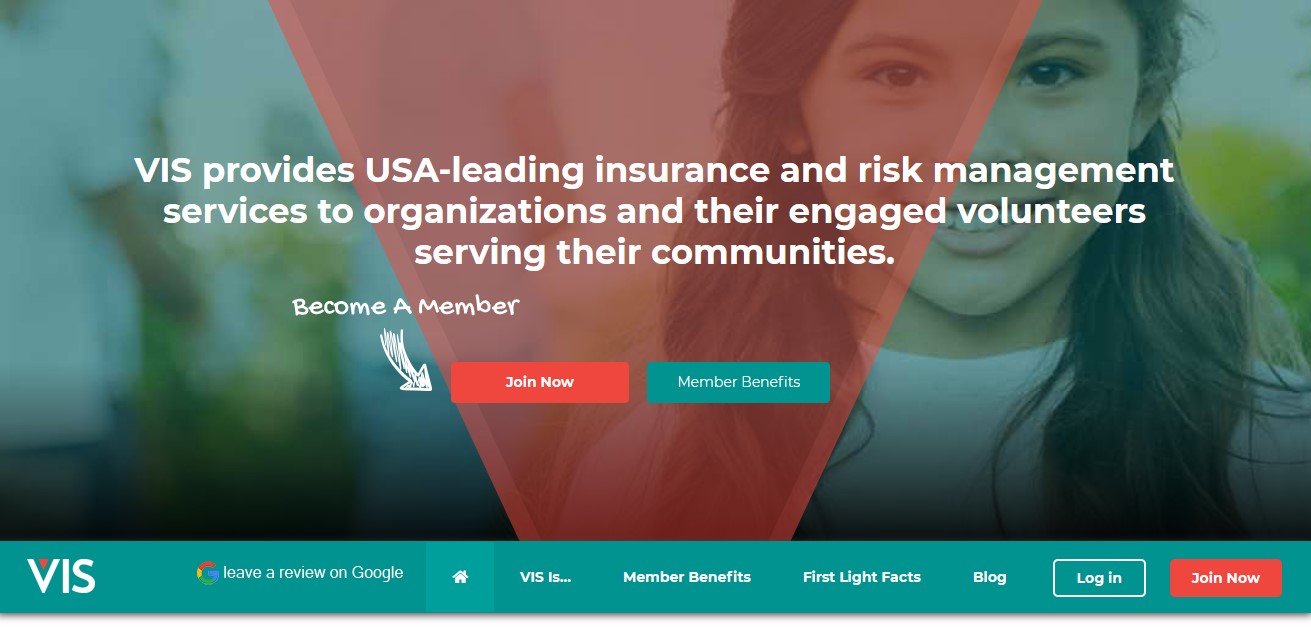 VIS provides USA-leading insurance and risk management
services to organizations and their engaged volunteers
serving their communities.
Become A Member
Join Now
Member Benefits
VIS
leave a review on Google
VIS Is...
Member Benefits
First Light Facts
Blog
Log in
Join Now